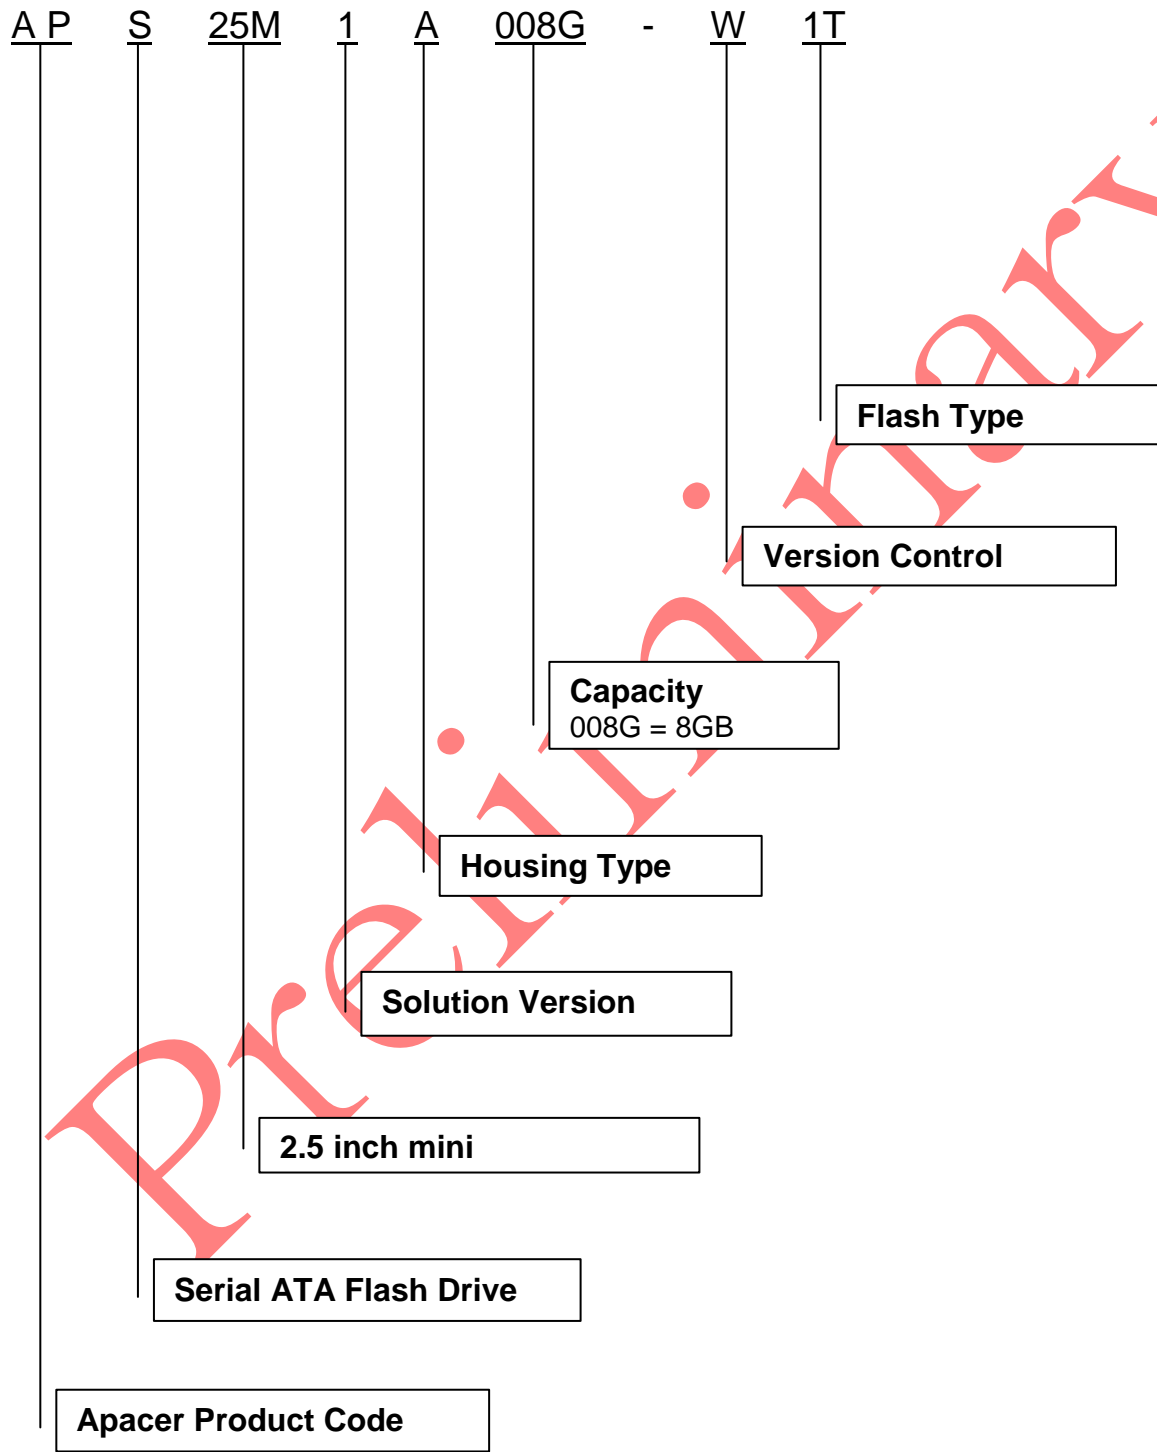 A P S 25M 1 A 008G - W 1T
Flash Type
Version Control
Capacity
008G = 8GB
Housing Type
Solution Version
2.5 inch mini
Serial ATA Flash Drive
Apacer Product Code
Preliminary